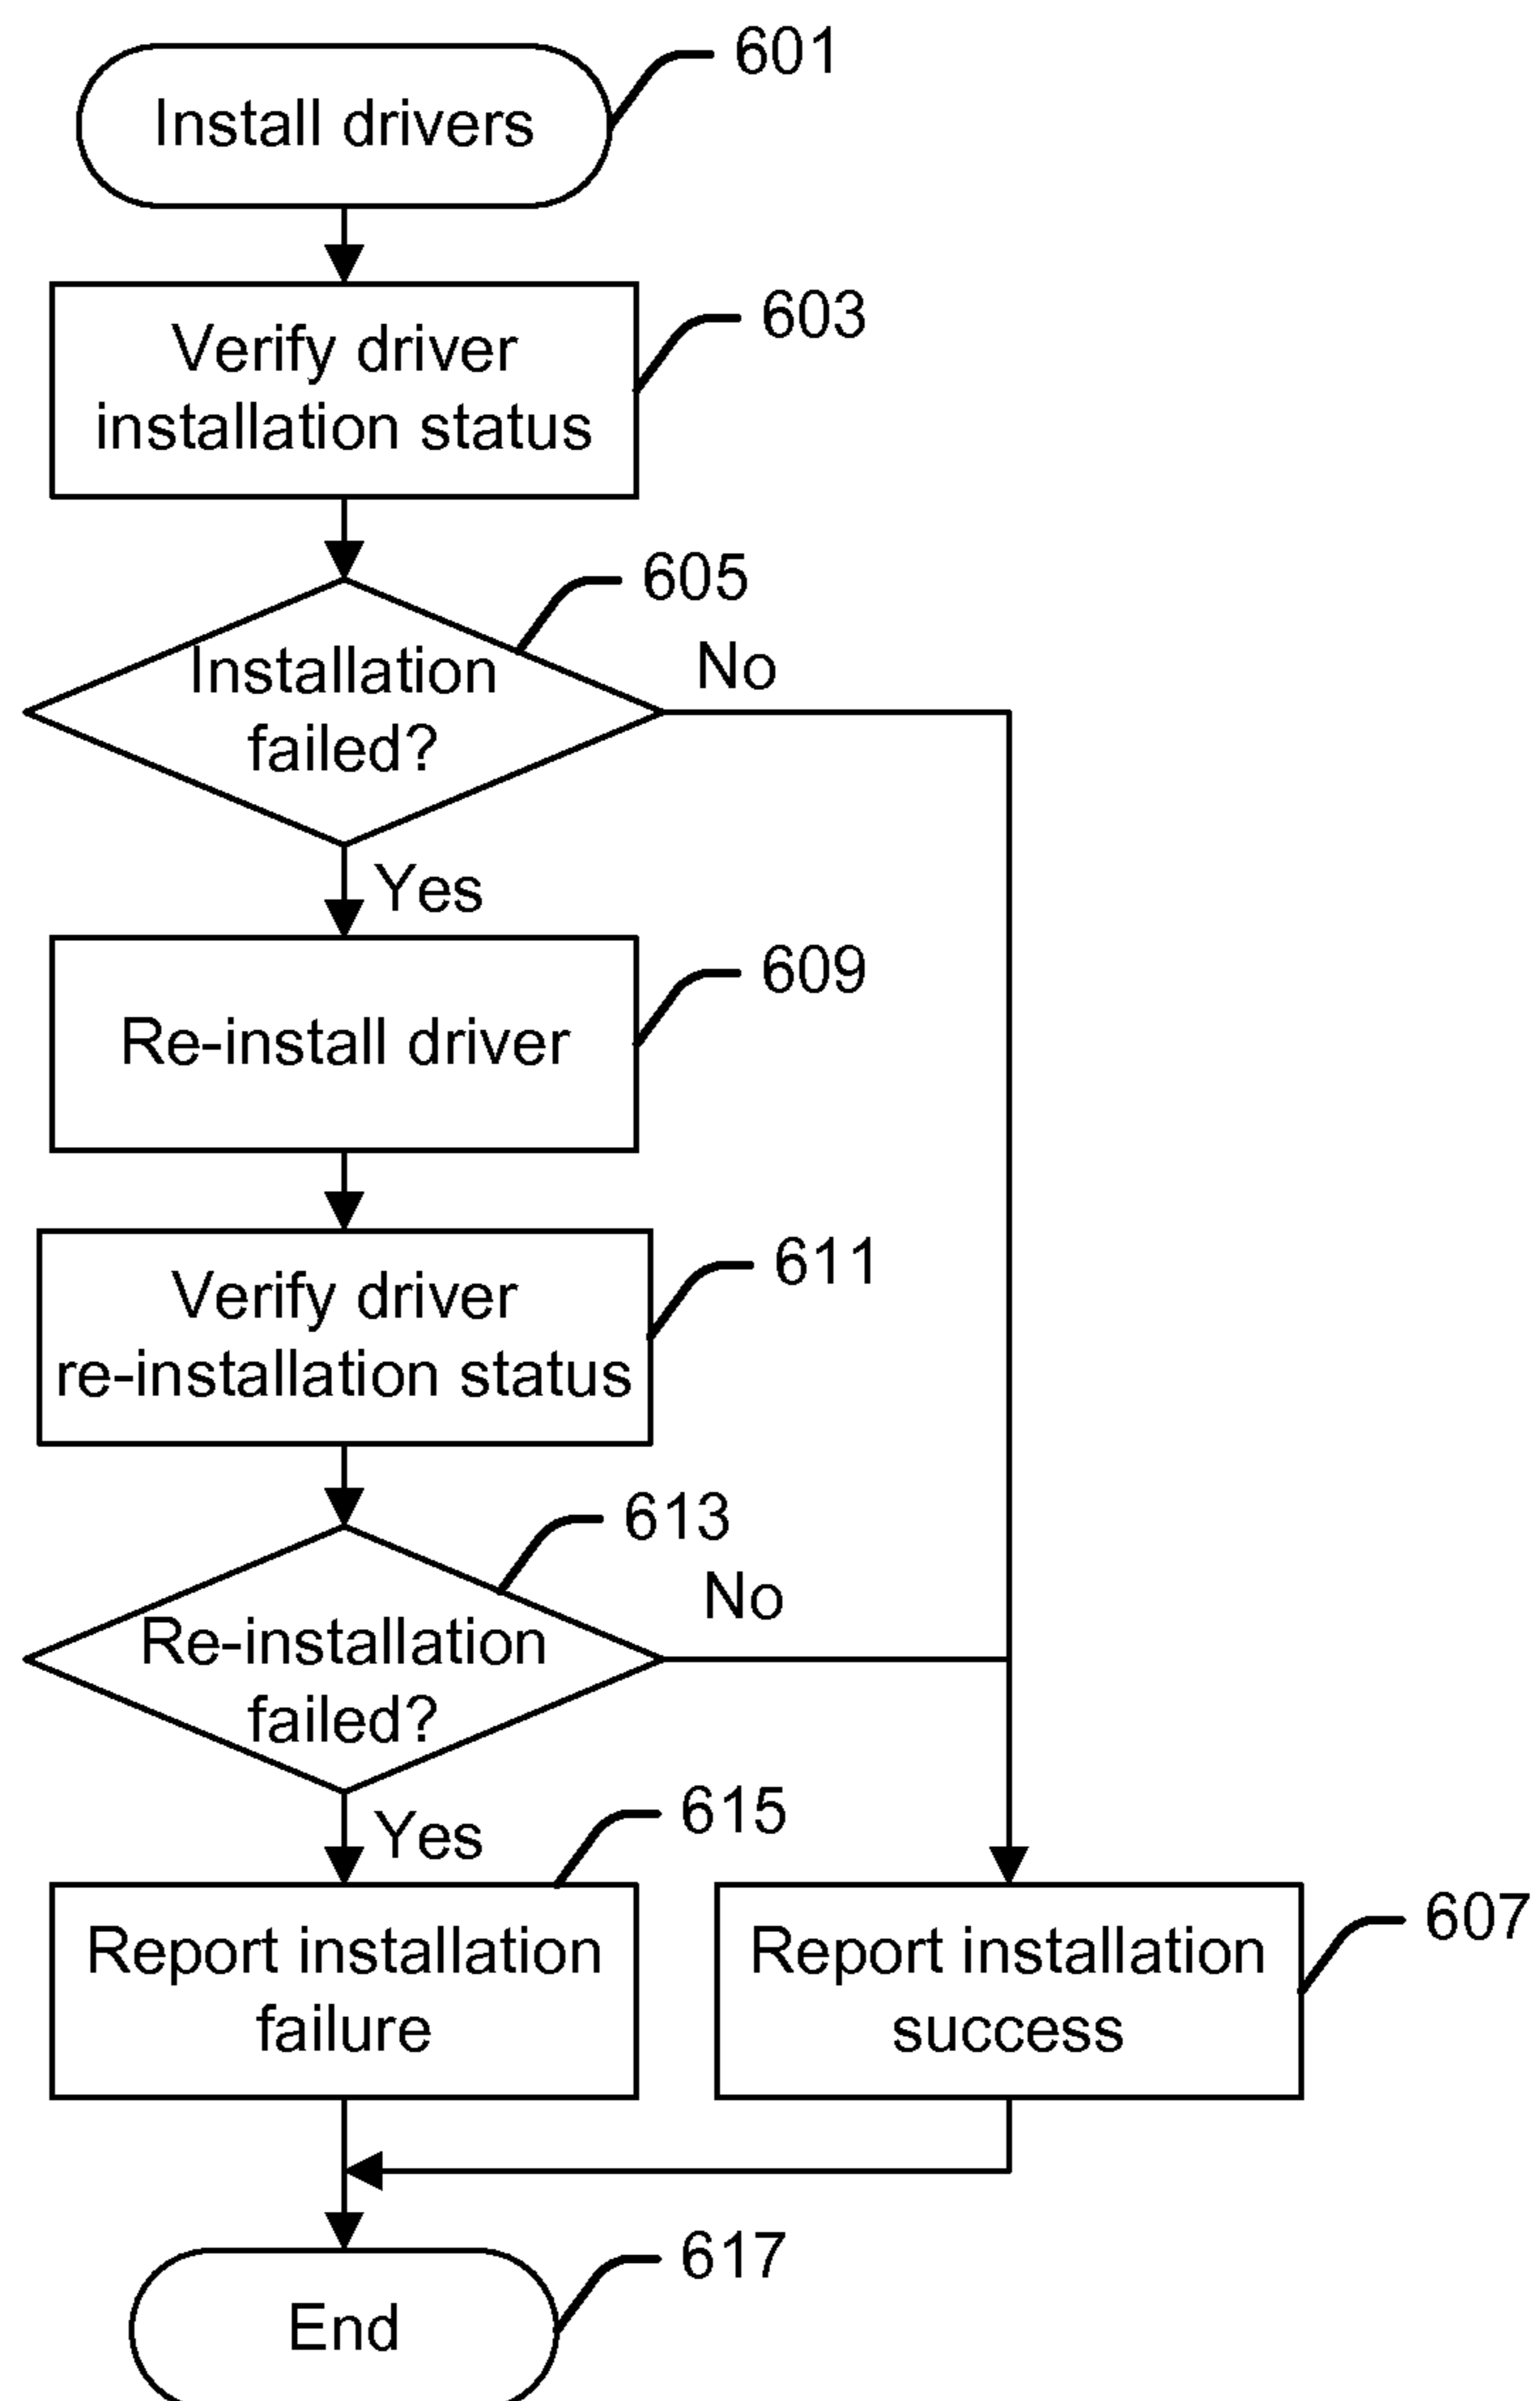 601
Install drivers
603
Verify driver
installation status
605
Installation
failed?
No
Yes
609
Re-install driver
611
Verify driver
re-installation status
613
Re-installation
failed?
No
Yes
615
Report installation
failure
607
Report installation
success
617
End